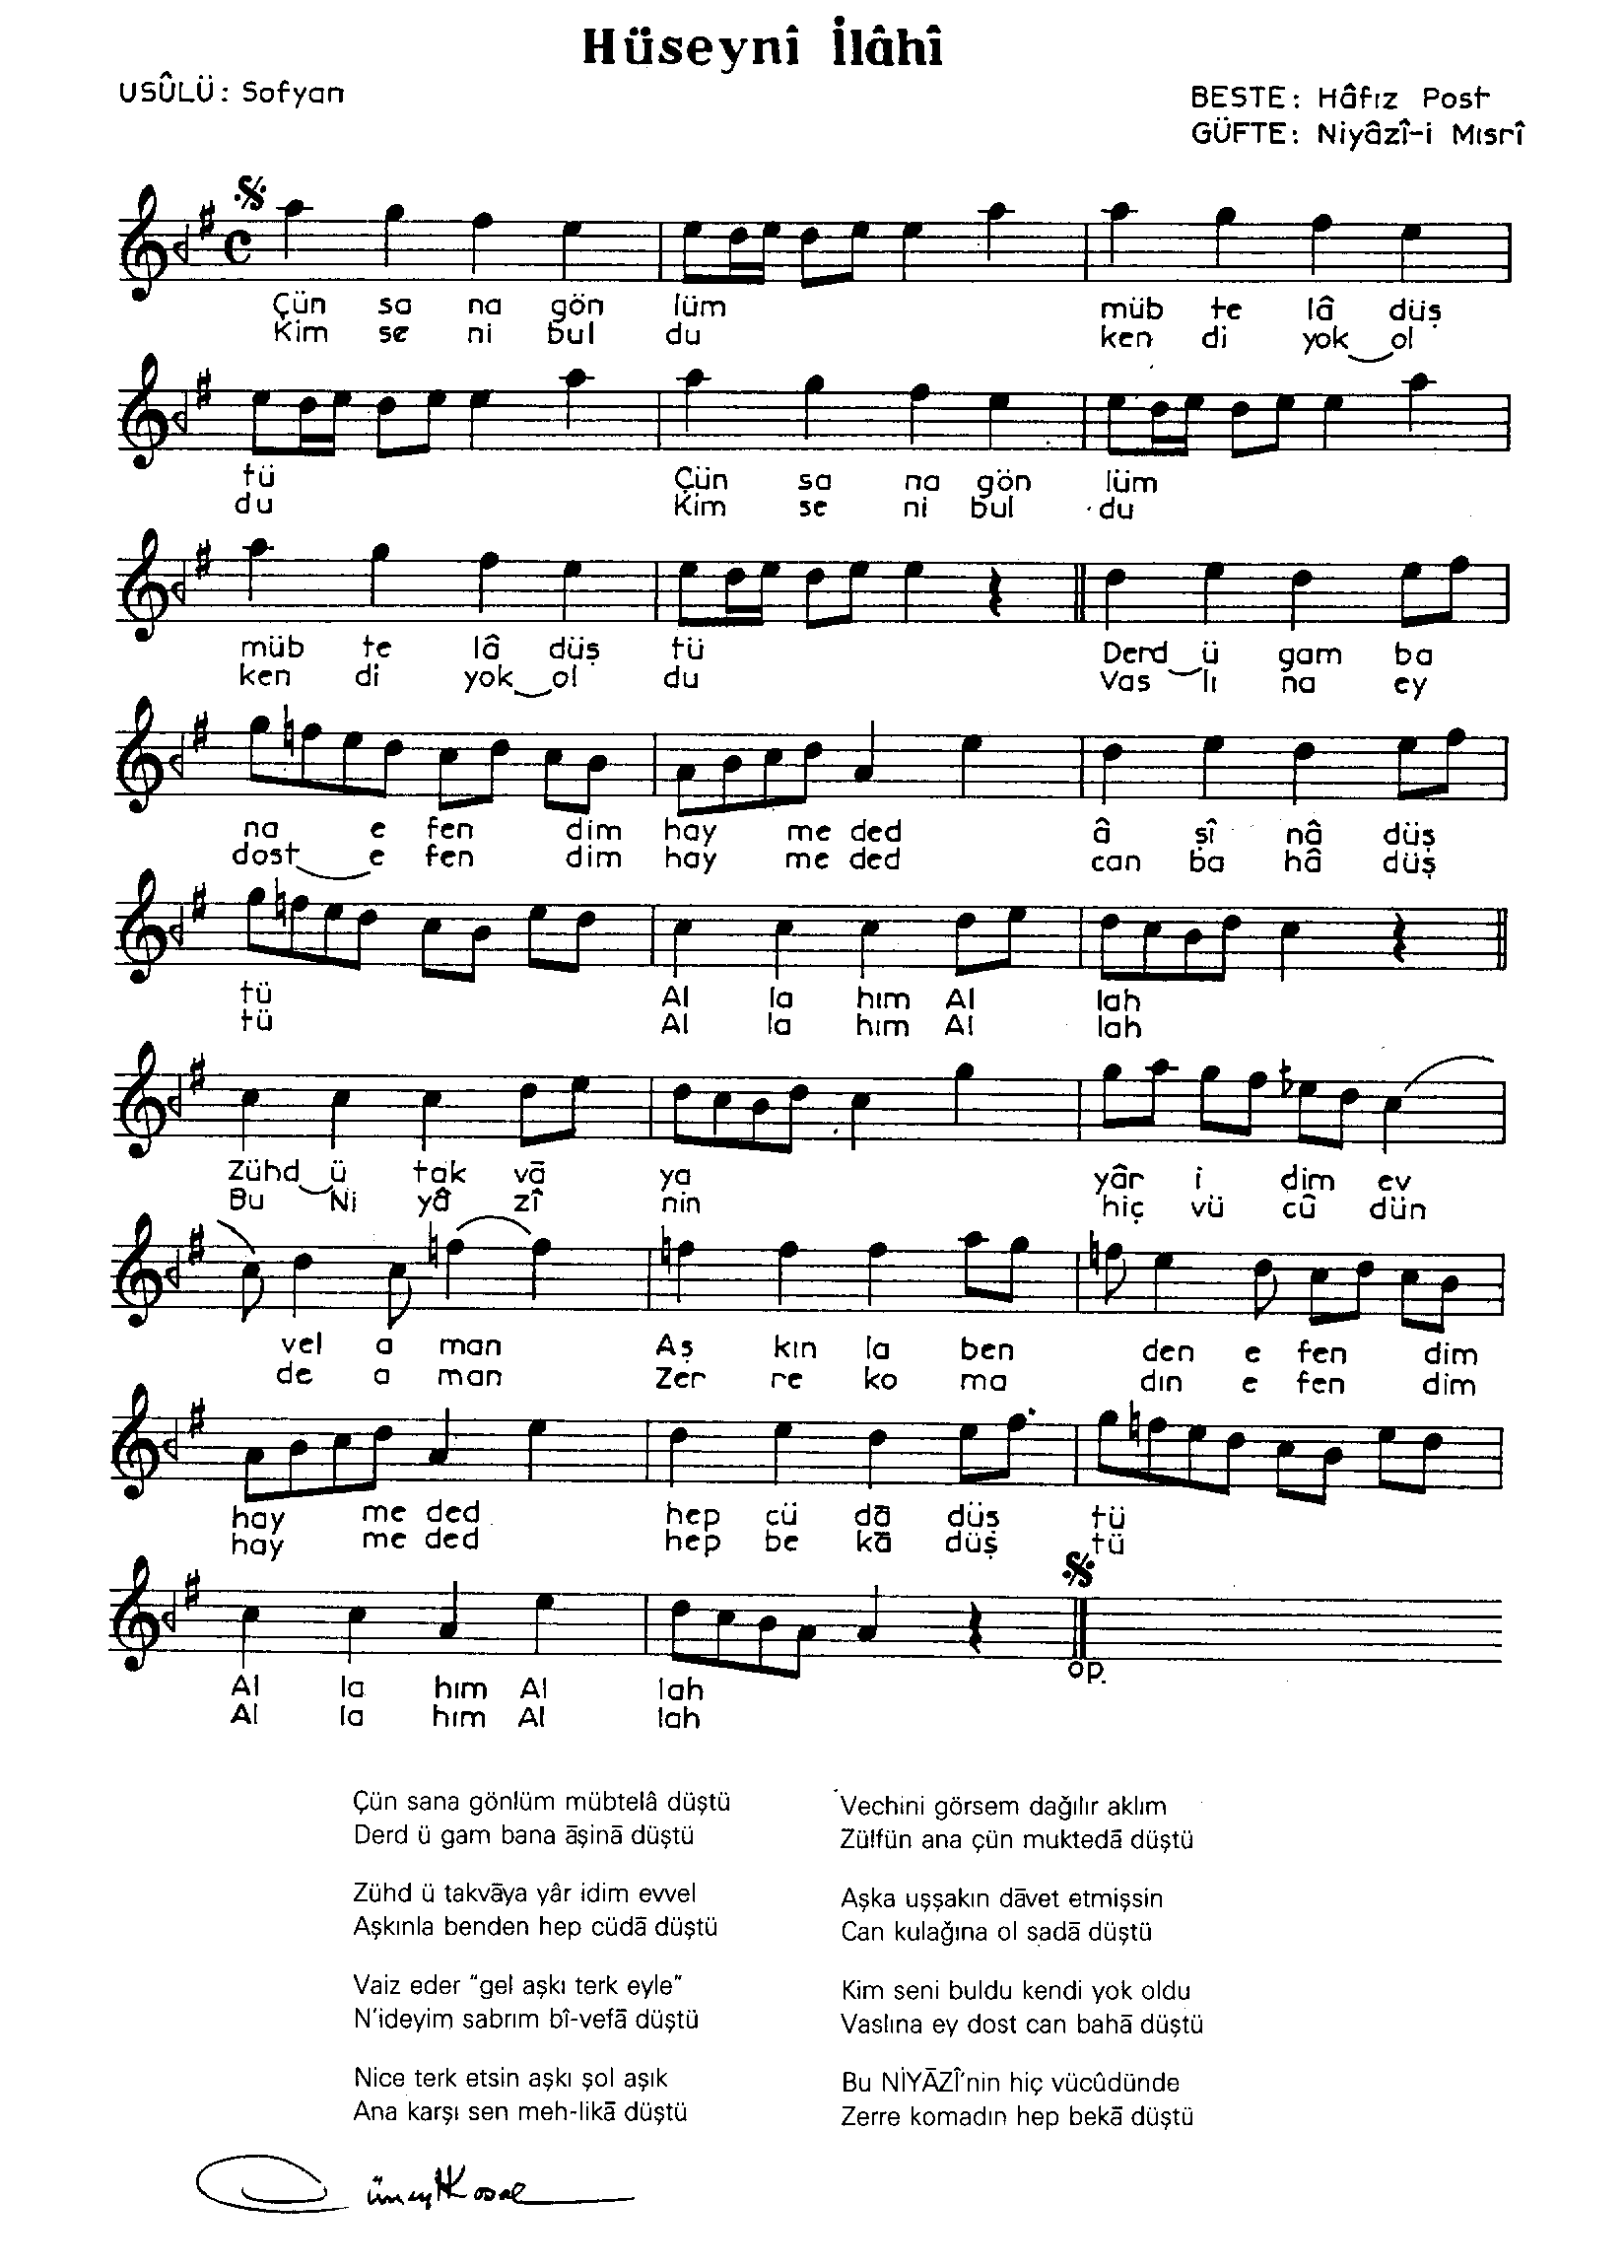 Hüseynî İlâhî
USÛLÜ: Sofyan
BESTE: Hâfız Post
GÜFTE: Niyâzî-i Mısrî
Çün sa na gön lüm müb te lâ düş
Kim se ni bul du ken di yok ol
tü Çün sa na gön lüm
du Kim se ni bul du
müb te lâ düş tü Derd ü gam ba
ken di yok ol du Vas lı na ey
na e fen dim hay me ded â şî nâ düş
dost e fen dim hay me ded can ba hâ düş
tü Al la hım Al lah
tü Al la hım Al lah
Zühd ü tak vā ya yâr i dim ev
Bu Ni yâ zî nin hiç vü cû dün
vel a man Aş kın la ben den e fen dim
de a man Zer re ko ma dın e fen dim
hay me ded hep cü dā düş tü
hay me ded hep be kā düş tü
Al la hım Al lah
Al la hım Al lah
op.
Çün sana gönlüm mübtelâ düştü
Derd ü gam bana āşinā düştü
Zühd ü takvāya yâr idim evvel
Aşkınla benden hep cüdā düştü
Vaiz eder "gel aşkı terk eyle"
N'ideyim sabrım bî-vefā düştü
Nice terk etsin aşkı şol aşık
Ana karşı sen meh-likā düştü
Vechini görsem dağılır aklım
Zülfün ana çün muktedā düştü
Aşka uşşakın dāvet etmişsin
Can kulağına ol sadā düştü
Kim seni buldu kendi yok oldu
Vaslına ey dost can bahā düştü
Bu NİYĀZÎ'nin hiç vücûdünde
Zerre komadın hep bekā düştü